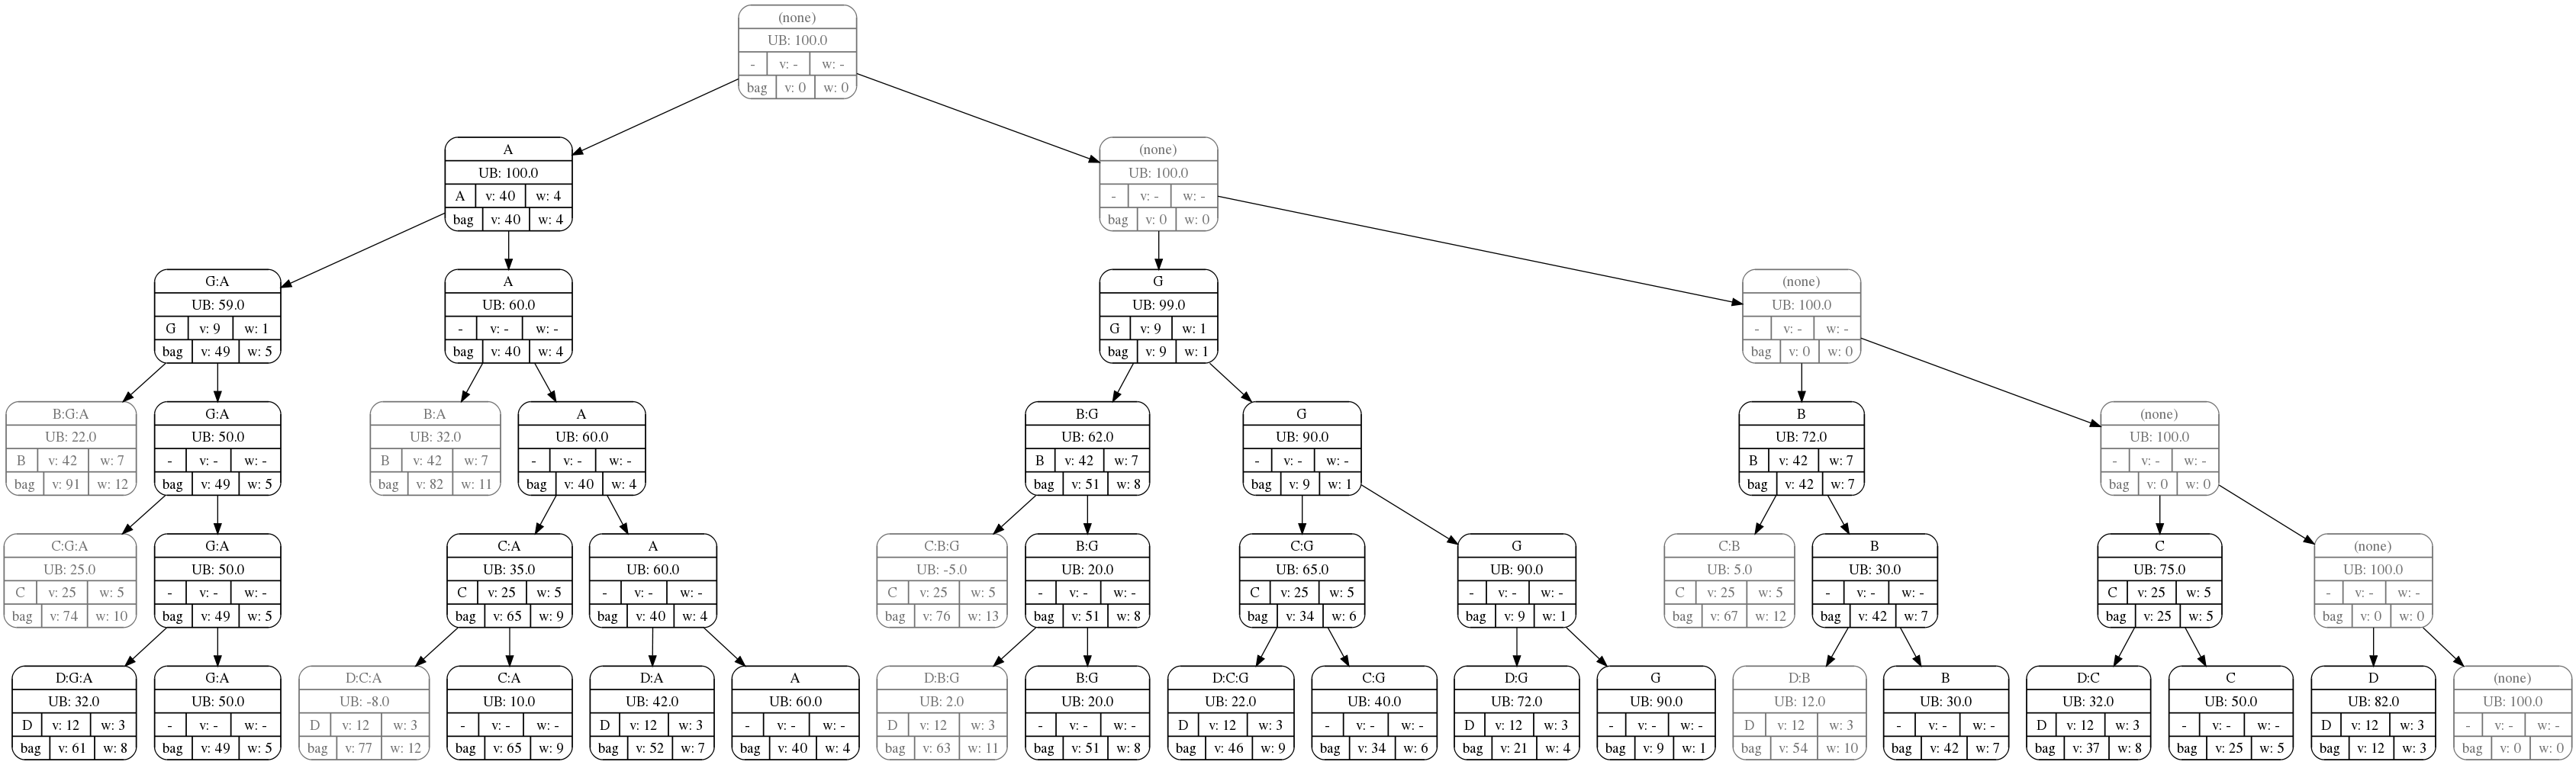 (none)
UB: 100.0
- v: - w: -
bag v: 0 w: 0
A
UB: 100.0
A v: 40 w: 4
bag v: 40 w: 4
(none)
UB: 100.0
- v: - w: -
bag v: 0 w: 0
G:A
UB: 59.0
G v: 9 w: 1
bag v: 49 w: 5
A
UB: 60.0
- v: - w: -
bag v: 40 w: 4
G
UB: 99.0
G v: 9 w: 1
bag v: 9 w: 1
(none)
UB: 100.0
- v: - w: -
bag v: 0 w: 0
B:G:A
UB: 22.0
B v: 42 w: 7
bag v: 91 w: 12
G:A
UB: 50.0
- v: - w: -
bag v: 49 w: 5
B:A
UB: 32.0
B v: 42 w: 7
bag v: 82 w: 11
A
UB: 60.0
- v: - w: -
bag v: 40 w: 4
B:G
UB: 62.0
B v: 42 w: 7
bag v: 51 w: 8
G
UB: 90.0
- v: - w: -
bag v: 9 w: 1
B
UB: 72.0
B v: 42 w: 7
bag v: 42 w: 7
(none)
UB: 100.0
- v: - w: -
bag v: 0 w: 0
C:G:A
UB: 25.0
C v: 25 w: 5
bag v: 74 w: 10
G:A
UB: 50.0
- v: - w: -
bag v: 49 w: 5
C:A
UB: 35.0
C v: 25 w: 5
bag v: 65 w: 9
A
UB: 60.0
- v: - w: -
bag v: 40 w: 4
C:B:G
UB: -5.0
C v: 25 w: 5
bag v: 76 w: 13
B:G
UB: 20.0
- v: - w: -
bag v: 51 w: 8
C:G
UB: 65.0
C v: 25 w: 5
bag v: 34 w: 6
G
UB: 90.0
- v: - w: -
bag v: 9 w: 1
C:B
UB: 5.0
C v: 25 w: 5
bag v: 67 w: 12
B
UB: 30.0
- v: - w: -
bag v: 42 w: 7
C
UB: 75.0
C v: 25 w: 5
bag v: 25 w: 5
(none)
UB: 100.0
- v: - w: -
bag v: 0 w: 0
D:G:A
UB: 32.0
D v: 12 w: 3
bag v: 61 w: 8
G:A
UB: 50.0
- v: - w: -
bag v: 49 w: 5
D:C:A
UB: -8.0
D v: 12 w: 3
bag v: 77 w: 12
C:A
UB: 10.0
- v: - w: -
bag v: 65 w: 9
D:A
UB: 42.0
D v: 12 w: 3
bag v: 52 w: 7
A
UB: 60.0
- v: - w: -
bag v: 40 w: 4
D:B:G
UB: 2.0
D v: 12 w: 3
bag v: 63 w: 11
B:G
UB: 20.0
- v: - w: -
bag v: 51 w: 8
D:C:G
UB: 22.0
D v: 12 w: 3
bag v: 46 w: 9
C:G
UB: 40.0
- v: - w: -
bag v: 34 w: 6
D:G
UB: 72.0
D v: 12 w: 3
bag v: 21 w: 4
G
UB: 90.0
- v: - w: -
bag v: 9 w: 1
D:B
UB: 12.0
D v: 12 w: 3
bag v: 54 w: 10
B
UB: 30.0
- v: - w: -
bag v: 42 w: 7
D:C
UB: 32.0
D v: 12 w: 3
bag v: 37 w: 8
C
UB: 50.0
- v: - w: -
bag v: 25 w: 5
D
UB: 82.0
D v: 12 w: 3
bag v: 12 w: 3
(none)
UB: 100.0
- v: - w: -
bag v: 0 w: 0